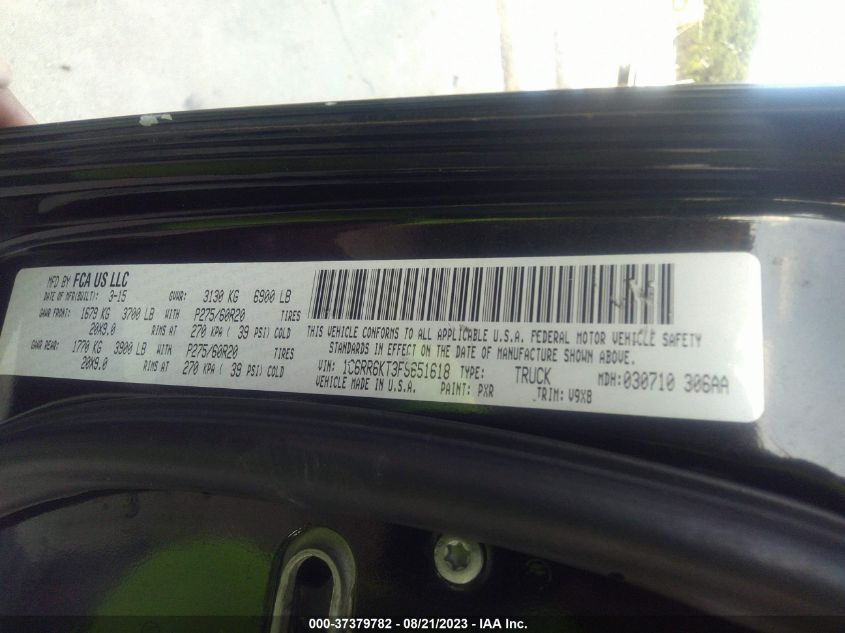 MFD BY FCA US LLC
DATE OF MFR(BUILT): 3-15 GVWR: 3130 KG 6900 LB
GAWR FRONT: 1679 KG 3700 LB WITH P275/60R20 TIRES
20X9.0 RIMS AT 270 KPA ( 39 PSI) COLD
GAWR REAR: 1770 KG 3900 LB WITH P275/60R20 TIRES
20X9.0 RIMS AT 270 KPA ( 39 PSI) COLD
THIS VEHICLE CONFORMS TO ALL APPLICABLE U.S.A. FEDERAL MOTOR VEHICLE SAFETY
STANDARDS IN EFFECT ON THE DATE OF MANUFACTURE SHOWN ABOVE.
VIN: 1C6RR6KT3FS651618 TYPE: TRUCK MDH:030710 306AA
VEHICLE MADE IN U.S.A. PAINT: PXR TRIM: V9X8
000-37379782 - 08/21/2023 - IAA Inc.